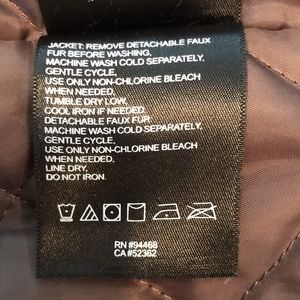 JACKET: REMOVE DETACHABLE FAUX
FUR BEFORE WASHING.
MACHINE WASH COLD SEPARATELY.
GENTLE CYCLE.
USE ONLY NON-CHLORINE BLEACH
WHEN NEEDED.
TUMBLE DRY LOW.
COOL IRON IF NEEDED.
DETACHABLE FAUX FUR
MACHINE WASH COLD SEPARATELY.
GENTLE CYCLE.
USE ONLY NON-CHLORINE BLEACH
WHEN NEEDED.
LINE DRY.
DO NOT IRON.
RN #94468
CA #52362